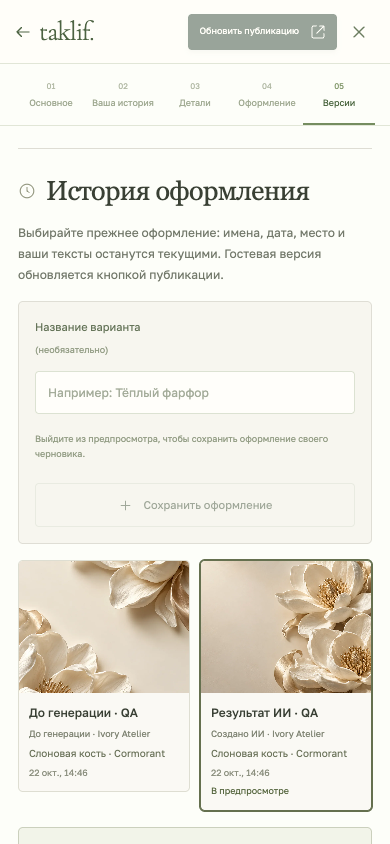 taklif.
Обновить публикацию
01
Основное
02
Ваша история
03
Детали
04
Оформление
05
Версии
История оформления
Выбирайте прежнее оформление: имена, дата, место и
ваши тексты останутся текущими. Гостевая версия
обновляется кнопкой публикации.
Название варианта
(необязательно)
Например: Тёплый фарфор
Выйдите из предпросмотра, чтобы сохранить оформление своего
черновика.
Сохранить оформление
До генерации · QA
До генерации · Ivory Atelier
Слоновая кость · Cormorant
22 окт., 14:46
Результат ИИ · QA
Создано ИИ · Ivory Atelier
Слоновая кость · Cormorant
22 окт., 14:46
В предпросмотре